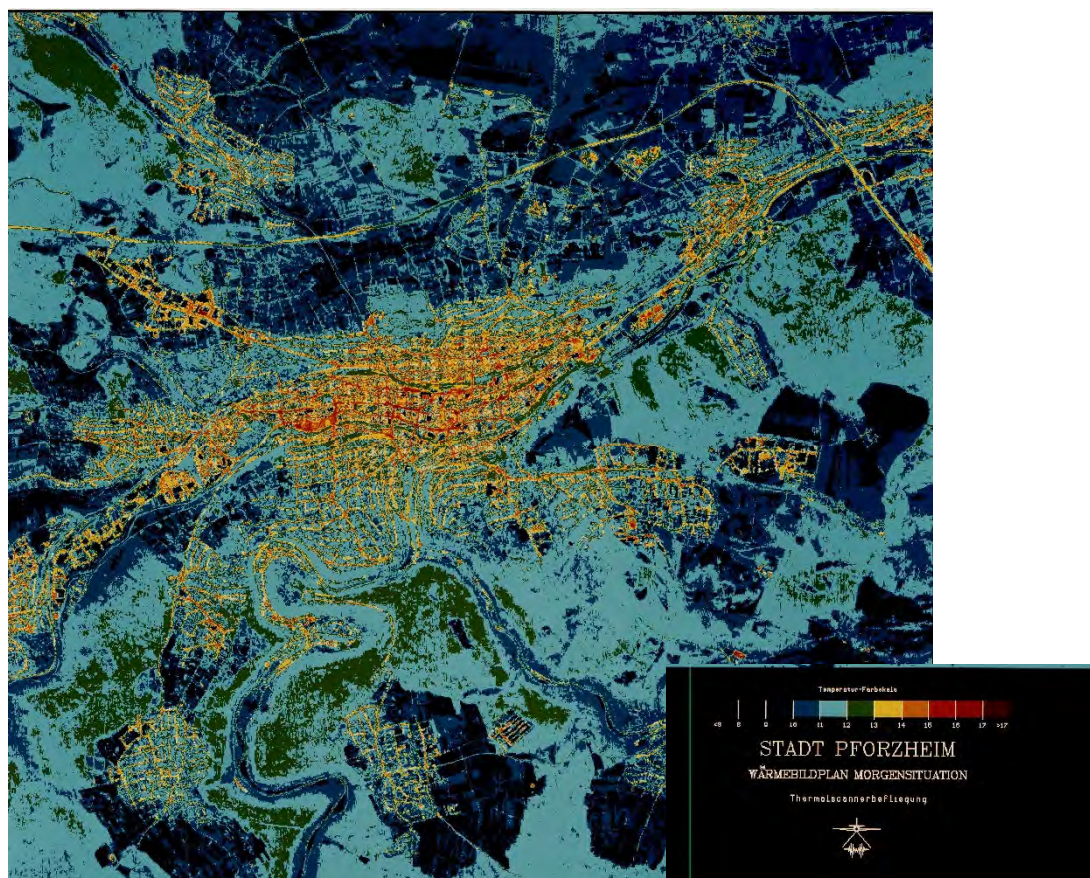 Temperatur-Farbskala
<8 8 9 10 11 12 13 14 15 16 17 >17
STADT PFORZHEIM
WÄRMEBILDPLAN MORGENSITUATION
Thermalscannerbefliegung